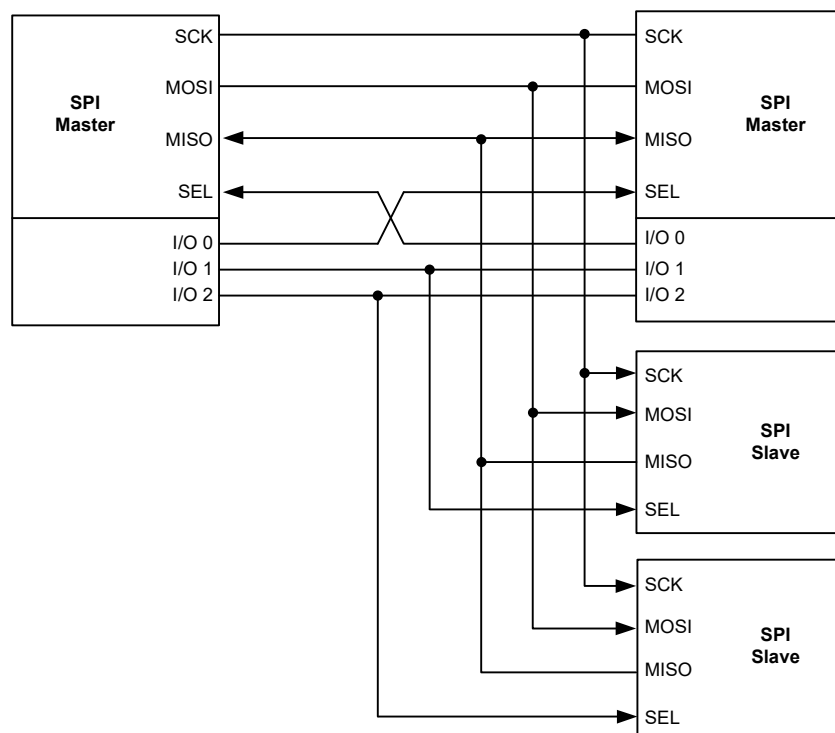 SCK
MOSI
SPI
Master
MISO
SEL
I/O 0
I/O 1
I/O 2
SCK
MOSI
SPI
Master
MISO
SEL
I/O 0
I/O 1
I/O 2
SCK
MOSI
SPI
Slave
MISO
SEL
SCK
MOSI
SPI
Slave
MISO
SEL